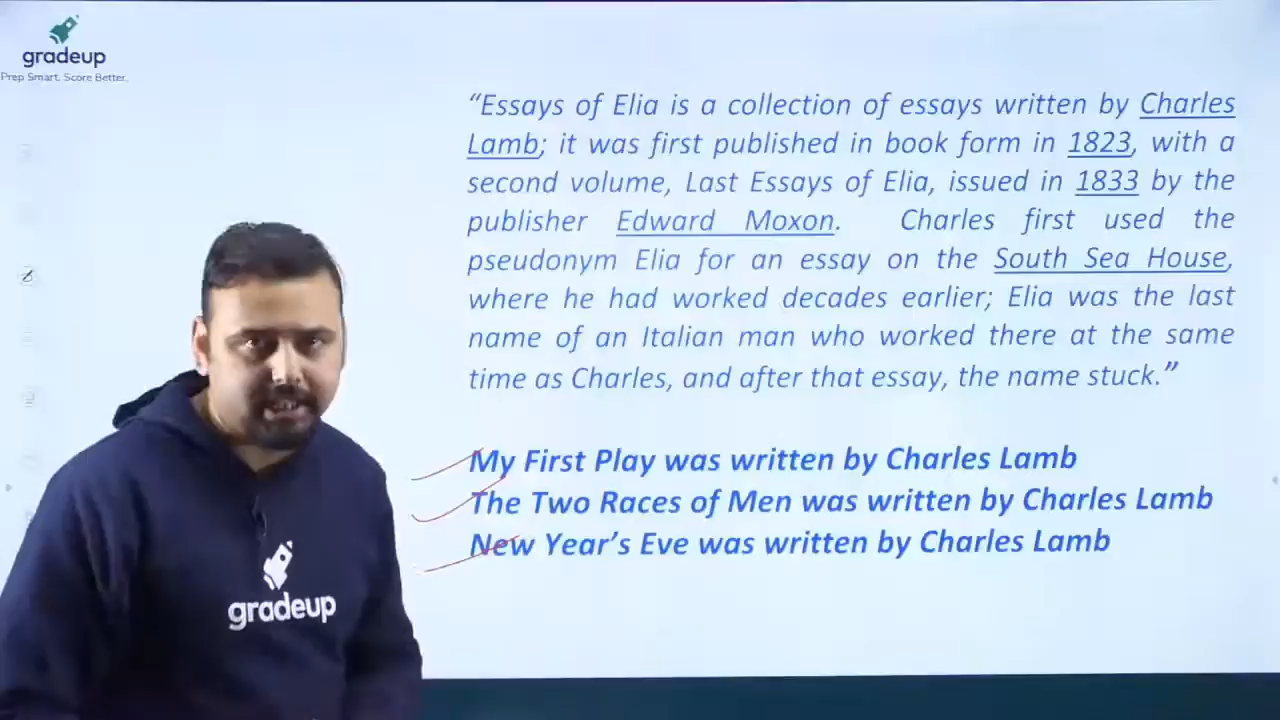 gradeup
Prep Smart. Score Better.
“Essays of Elia is a collection of essays written by Charles
Lamb; it was first published in book form in 1823, with a
second volume, Last Essays of Elia, issued in 1833 by the
publisher Edward Moxon. Charles first used the
pseudonym Elia for an essay on the South Sea House,
where he had worked decades earlier; Elia was the last
name of an Italian man who worked there at the same
time as Charles, and after that essay, the name stuck.”
My First Play was written by Charles Lamb
The Two Races of Men was written by Charles Lamb
New Year’s Eve was written by Charles Lamb
gradeup